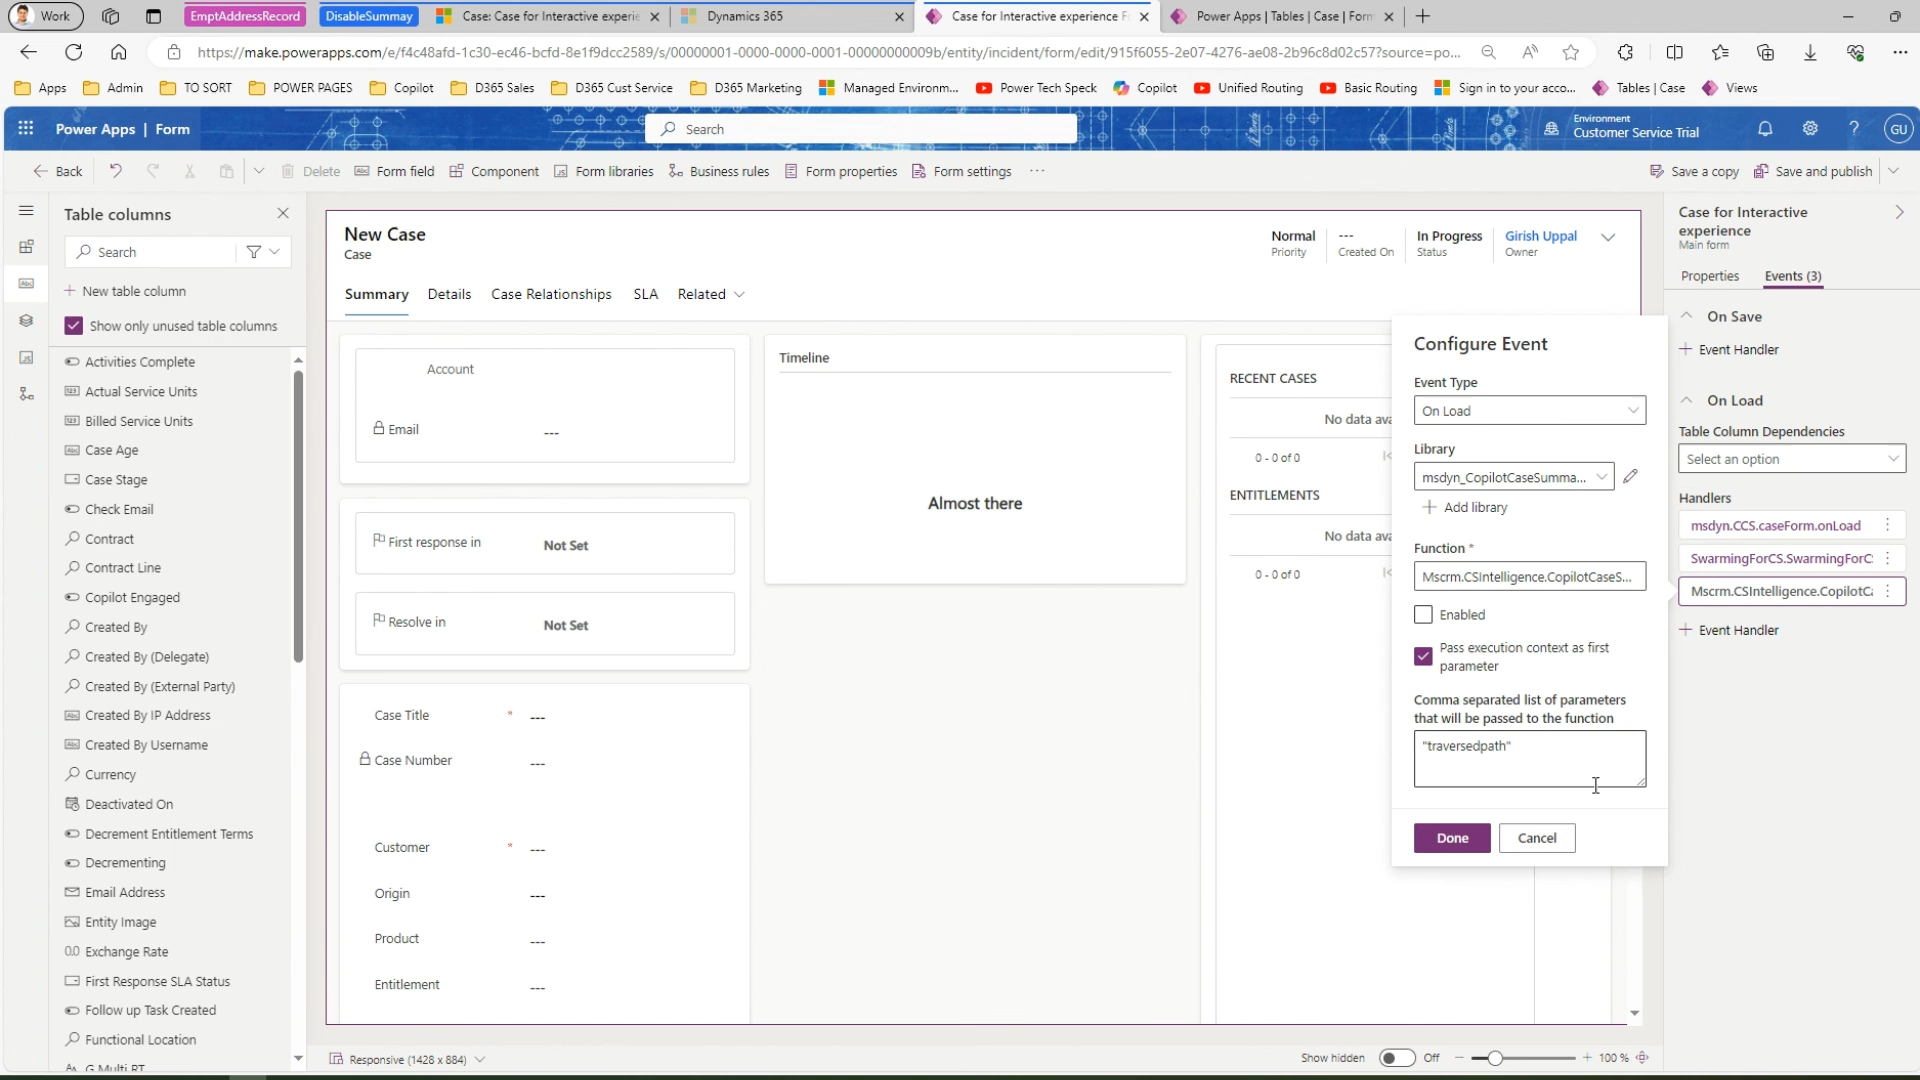 Work
EmptAddressRecord
DisableSummay
Case: Case for Interactive experie
Dynamics 365
Case for Interactive experience F
Power Apps | Tables | Case | Form
https://make.powerapps.com/e/f4c48afd-1c30-ec46-bcfd-8e1f9dcc2589/s/00000001-0000-0000-0001-00000000009b/entity/incident/form/edit/915f6055-2e07-4276-ae08-2b96c8d02c57?source=po...
Apps
Admin
TO SORT
POWER PAGES
Copilot
D365 Sales
D365 Cust Service
D365 Marketing
Managed Environm...
Power Tech Speck
Copilot
Unified Routing
Basic Routing
Sign in to your acco...
Tables | Case
Views
Power Apps | Form
Search
Environment
Customer Service Trial
GU
Back
Delete
Form field
Component
Form libraries
Business rules
Form properties
Form settings
...
Save a copy
Save and publish
Table columns
Search
New table column
Show only unused table columns
Activities Complete
Actual Service Units
Billed Service Units
Case Age
Case Stage
Check Email
Contract
Contract Line
Copilot Engaged
Created By
Created By (Delegate)
Created By (External Party)
Created By IP Address
Created By Username
Currency
Deactivated On
Decrement Entitlement Terms
Decrementing
Email Address
Entity Image
Exchange Rate
First Response SLA Status
Follow up Task Created
Functional Location
G Multi RT
New Case
Case
Normal
Priority
---
Created On
In Progress
Status
Girish Uppal
Owner
Summary
Details
Case Relationships
SLA
Related
Account
Email
---
First response in
Not Set
Resolve in
Not Set
Case Title
*
---
Case Number
---
Customer
*
---
Origin
---
Product
---
Entitlement
---
Timeline
Almost there
RECENT CASES
No data ava
0 - 0 of 0
ENTITLEMENTS
No data ava
0 - 0 of 0
Configure Event
Event Type
On Load
Library
msdyn_CopilotCaseSumma...
Add library
Function *
Mscrm.CSIntelligence.CopilotCaseS...
Enabled
Pass execution context as first
parameter
Comma separated list of parameters
that will be passed to the function
"traversedpath"
Done
Cancel
Case for Interactive
experience
Main form
Properties
Events (3)
On Save
Event Handler
On Load
Table Column Dependencies
Select an option
Handlers
msdyn.CCS.caseForm.onLoad
SwarmingForCS.SwarmingForC
Mscrm.CSIntelligence.CopilotCa
Event Handler
Responsive (1428 x 884)
Show hidden
Off
100 %